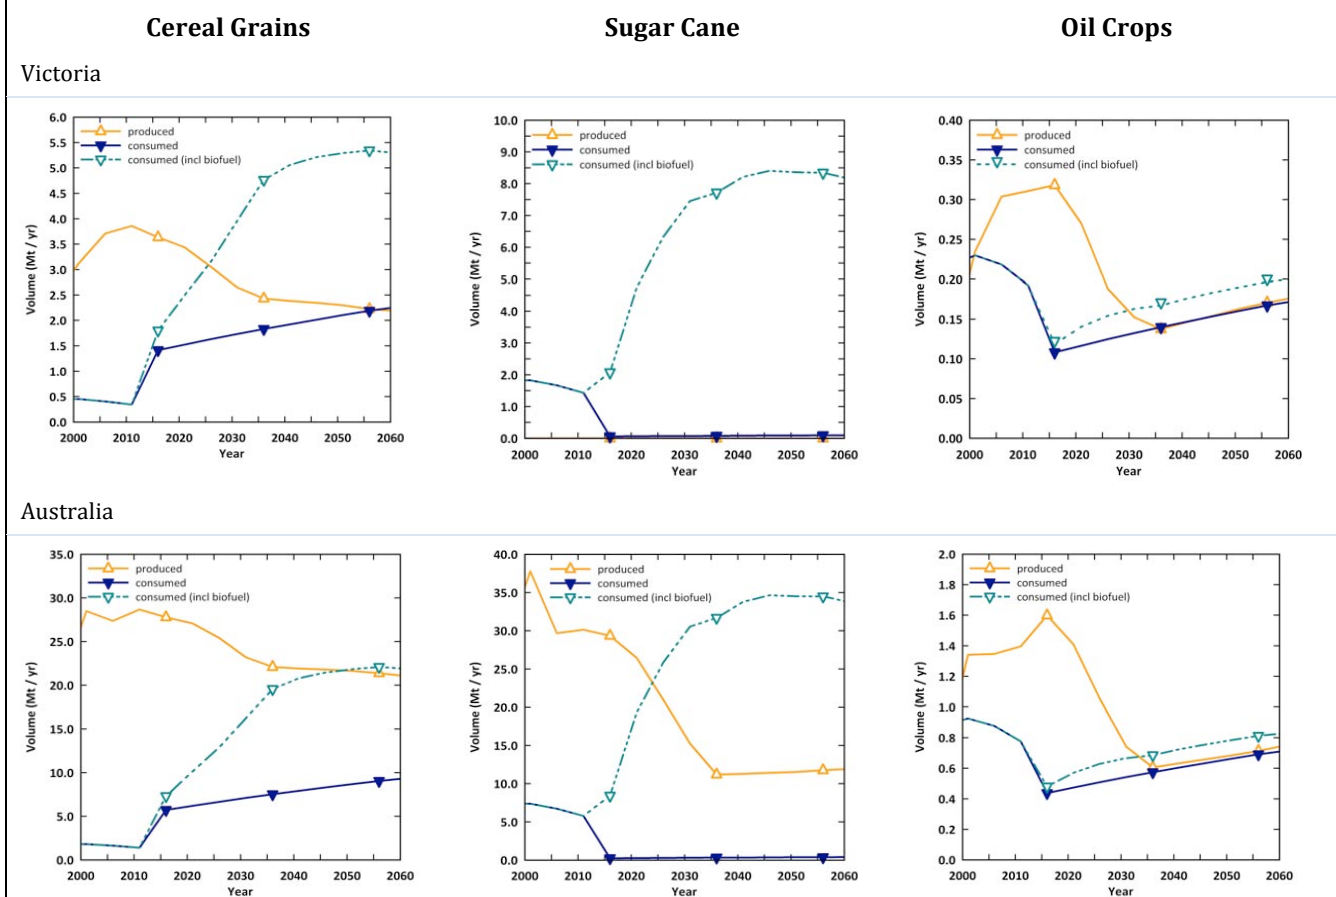 Cereal Grains Sugar Cane Oil Crops
Victoria
6.0
5.5
5.0
4.5
4.0
3.5
3.0
2.5
2.0
1.5
1.0
0.5
0.0
Volume (Mt / yr)
produced
consumed
consumed (incl biofuel)
2000 2010 2020 2030 2040 2050 2060
Year
10.0
9.0
8.0
7.0
6.0
5.0
4.0
3.0
2.0
1.0
0.0
Volume (Mt / yr)
produced
consumed
consumed (incl biofuel)
2000 2010 2020 2030 2040 2050 2060
Year
0.40
0.35
0.30
0.25
0.20
0.15
0.10
0.05
0.00
Volume (Mt / yr)
produced
consumed
consumed (incl biofuel)
2000 2010 2020 2030 2040 2050 2060
Year
Australia
35.0
30.0
25.0
20.0
15.0
10.0
5.0
0.0
Volume (Mt / yr)
produced
consumed
consumed (incl biofuel)
2000 2010 2020 2030 2040 2050 2060
Year
40.0
35.0
30.0
25.0
20.0
15.0
10.0
5.0
0.0
Volume (Mt / yr)
produced
consumed
consumed (incl biofuel)
2000 2010 2020 2030 2040 2050 2060
Year
2.0
1.8
1.6
1.4
1.2
1.0
0.8
0.6
0.4
0.2
0.0
Volume (Mt / yr)
produced
consumed
consumed (incl biofuel)
2000 2010 2020 2030 2040 2050 2060
Year